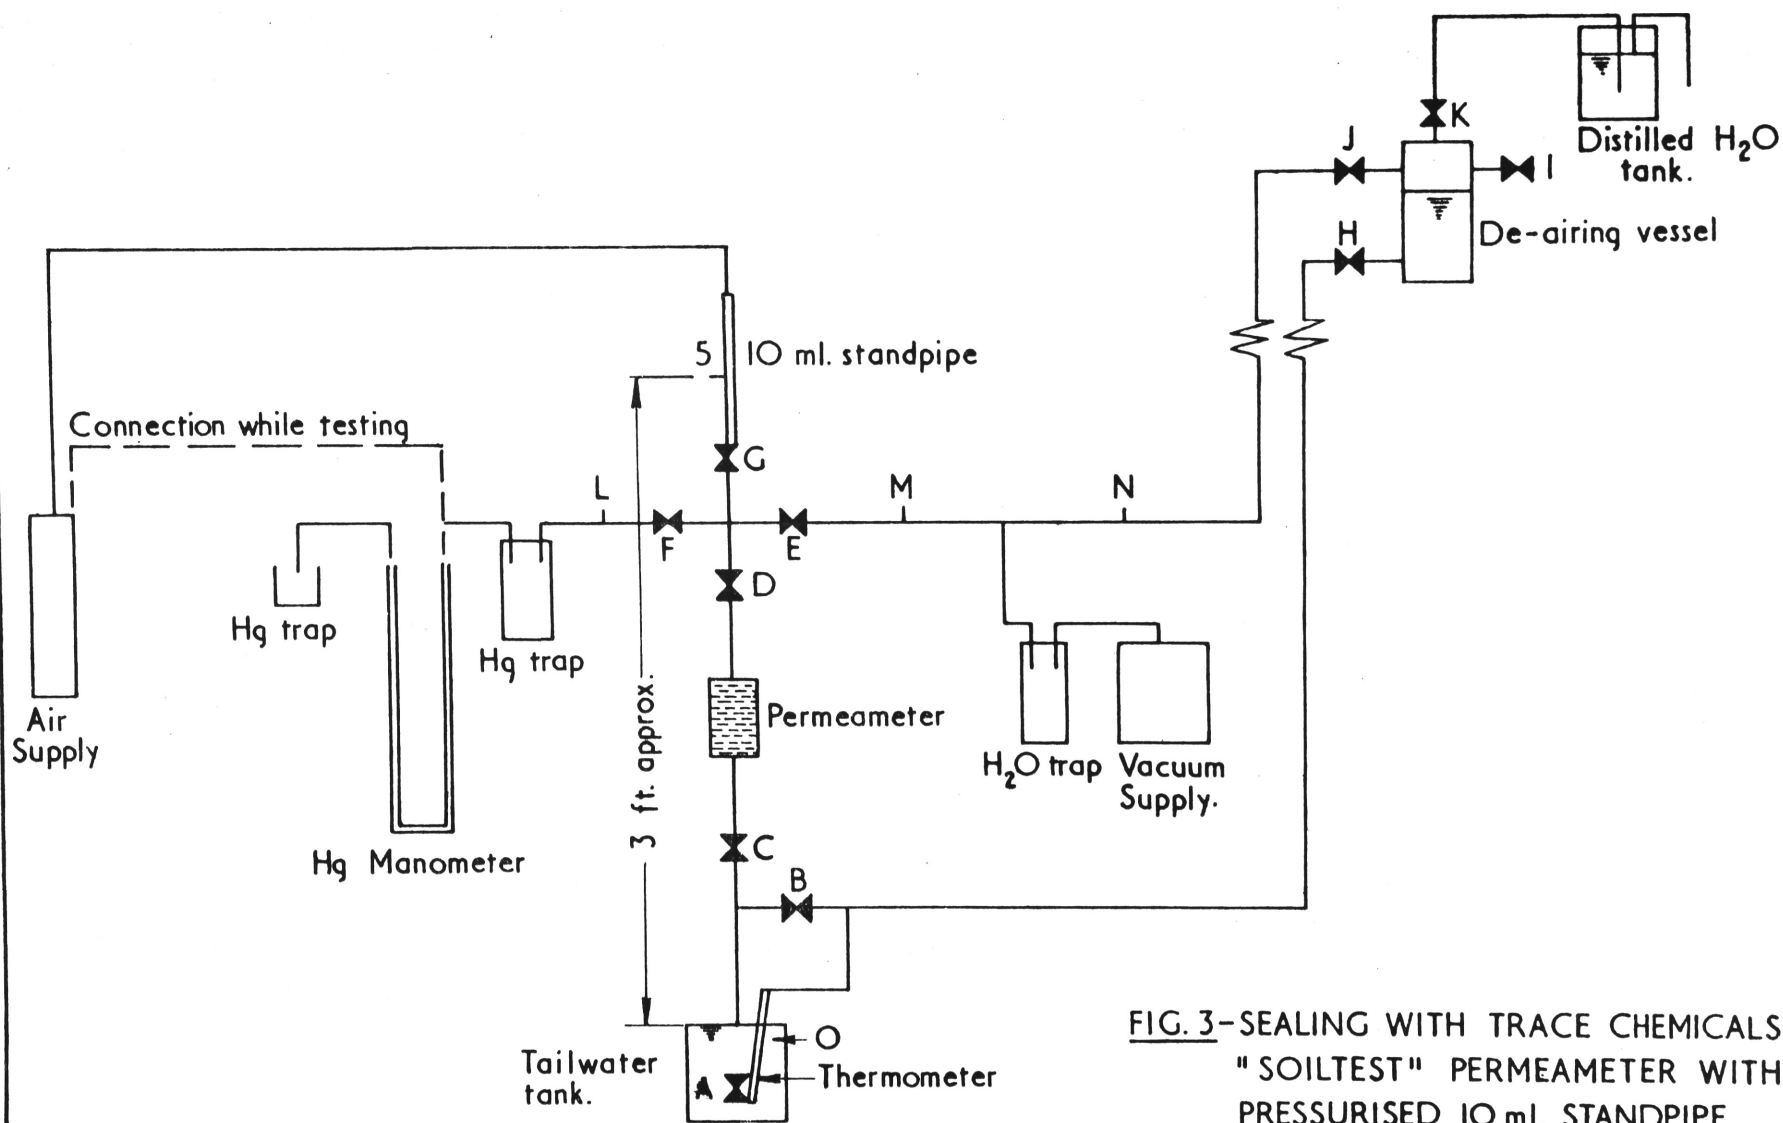 K
Distilled H₂O
tank.
J
I
H
De-airing vessel
5 10 ml. standpipe
Connection while testing
G
L
M
N
F
E
D
Hg trap
Hg trap
Permeameter
3 ft. approx.
Air
Supply
H₂O trap
Vacuum
Supply.
C
Hg Manometer
B
O
Tailwater
tank.
A
Thermometer
FIG. 3-SEALING WITH TRACE CHEMICALS
"SOILTEST" PERMEAMETER WITH
PRESSURISED 10 ml. STANDPIPE